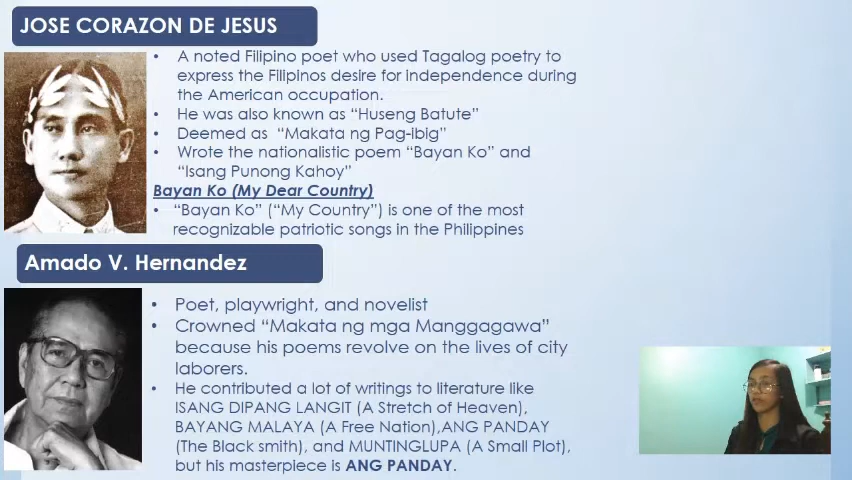 JOSE CORAZON DE JESUS
• A noted Filipino poet who used Tagalog poetry to
express the Filipinos desire for independence during
the American occupation.
• He was also known as “Huseng Batute”
• Deemed as “Makata ng Pag-ibig”
• Wrote the nationalistic poem “Bayan Ko” and
“Isang Punong Kahoy”
Bayan Ko (My Dear Country)
• “Bayan Ko” (“My Country”) is one of the most
recognizable patriotic songs in the Philippines
Amado V. Hernandez
• Poet, playwright, and novelist
• Crowned “Makata ng mga Manggagawa”
because his poems revolve on the lives of city
laborers.
• He contributed a lot of writings to literature like
ISANG DIPANG LANGIT (A Stretch of Heaven),
BAYANG MALAYA (A Free Nation),ANG PANDAY
(The Black smith), and MUNTINGLUPA (A Small Plot),
but his masterpiece is ANG PANDAY.